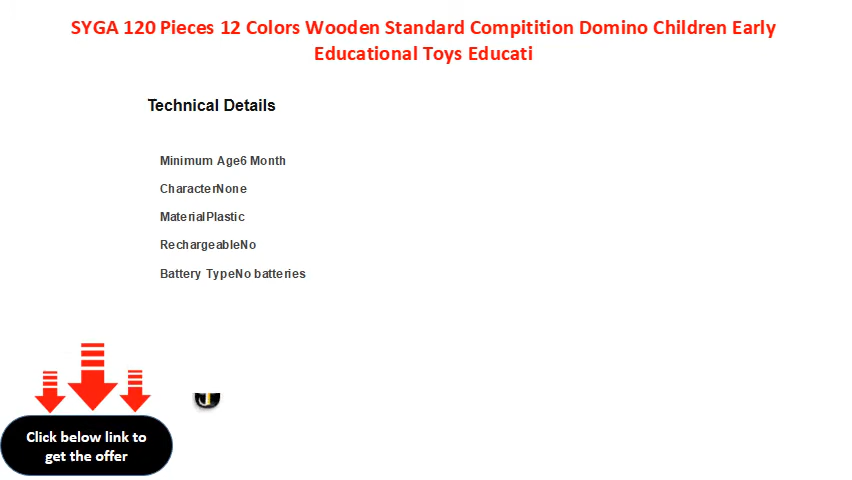 SYGA 120 Pieces 12 Colors Wooden Standard Compitition Domino Children Early
Educational Toys Educati
Technical Details
Minimum Age6 Month
CharacterNone
MaterialPlastic
RechargeableNo
Battery TypeNo batteries
Click below link to
get the offer